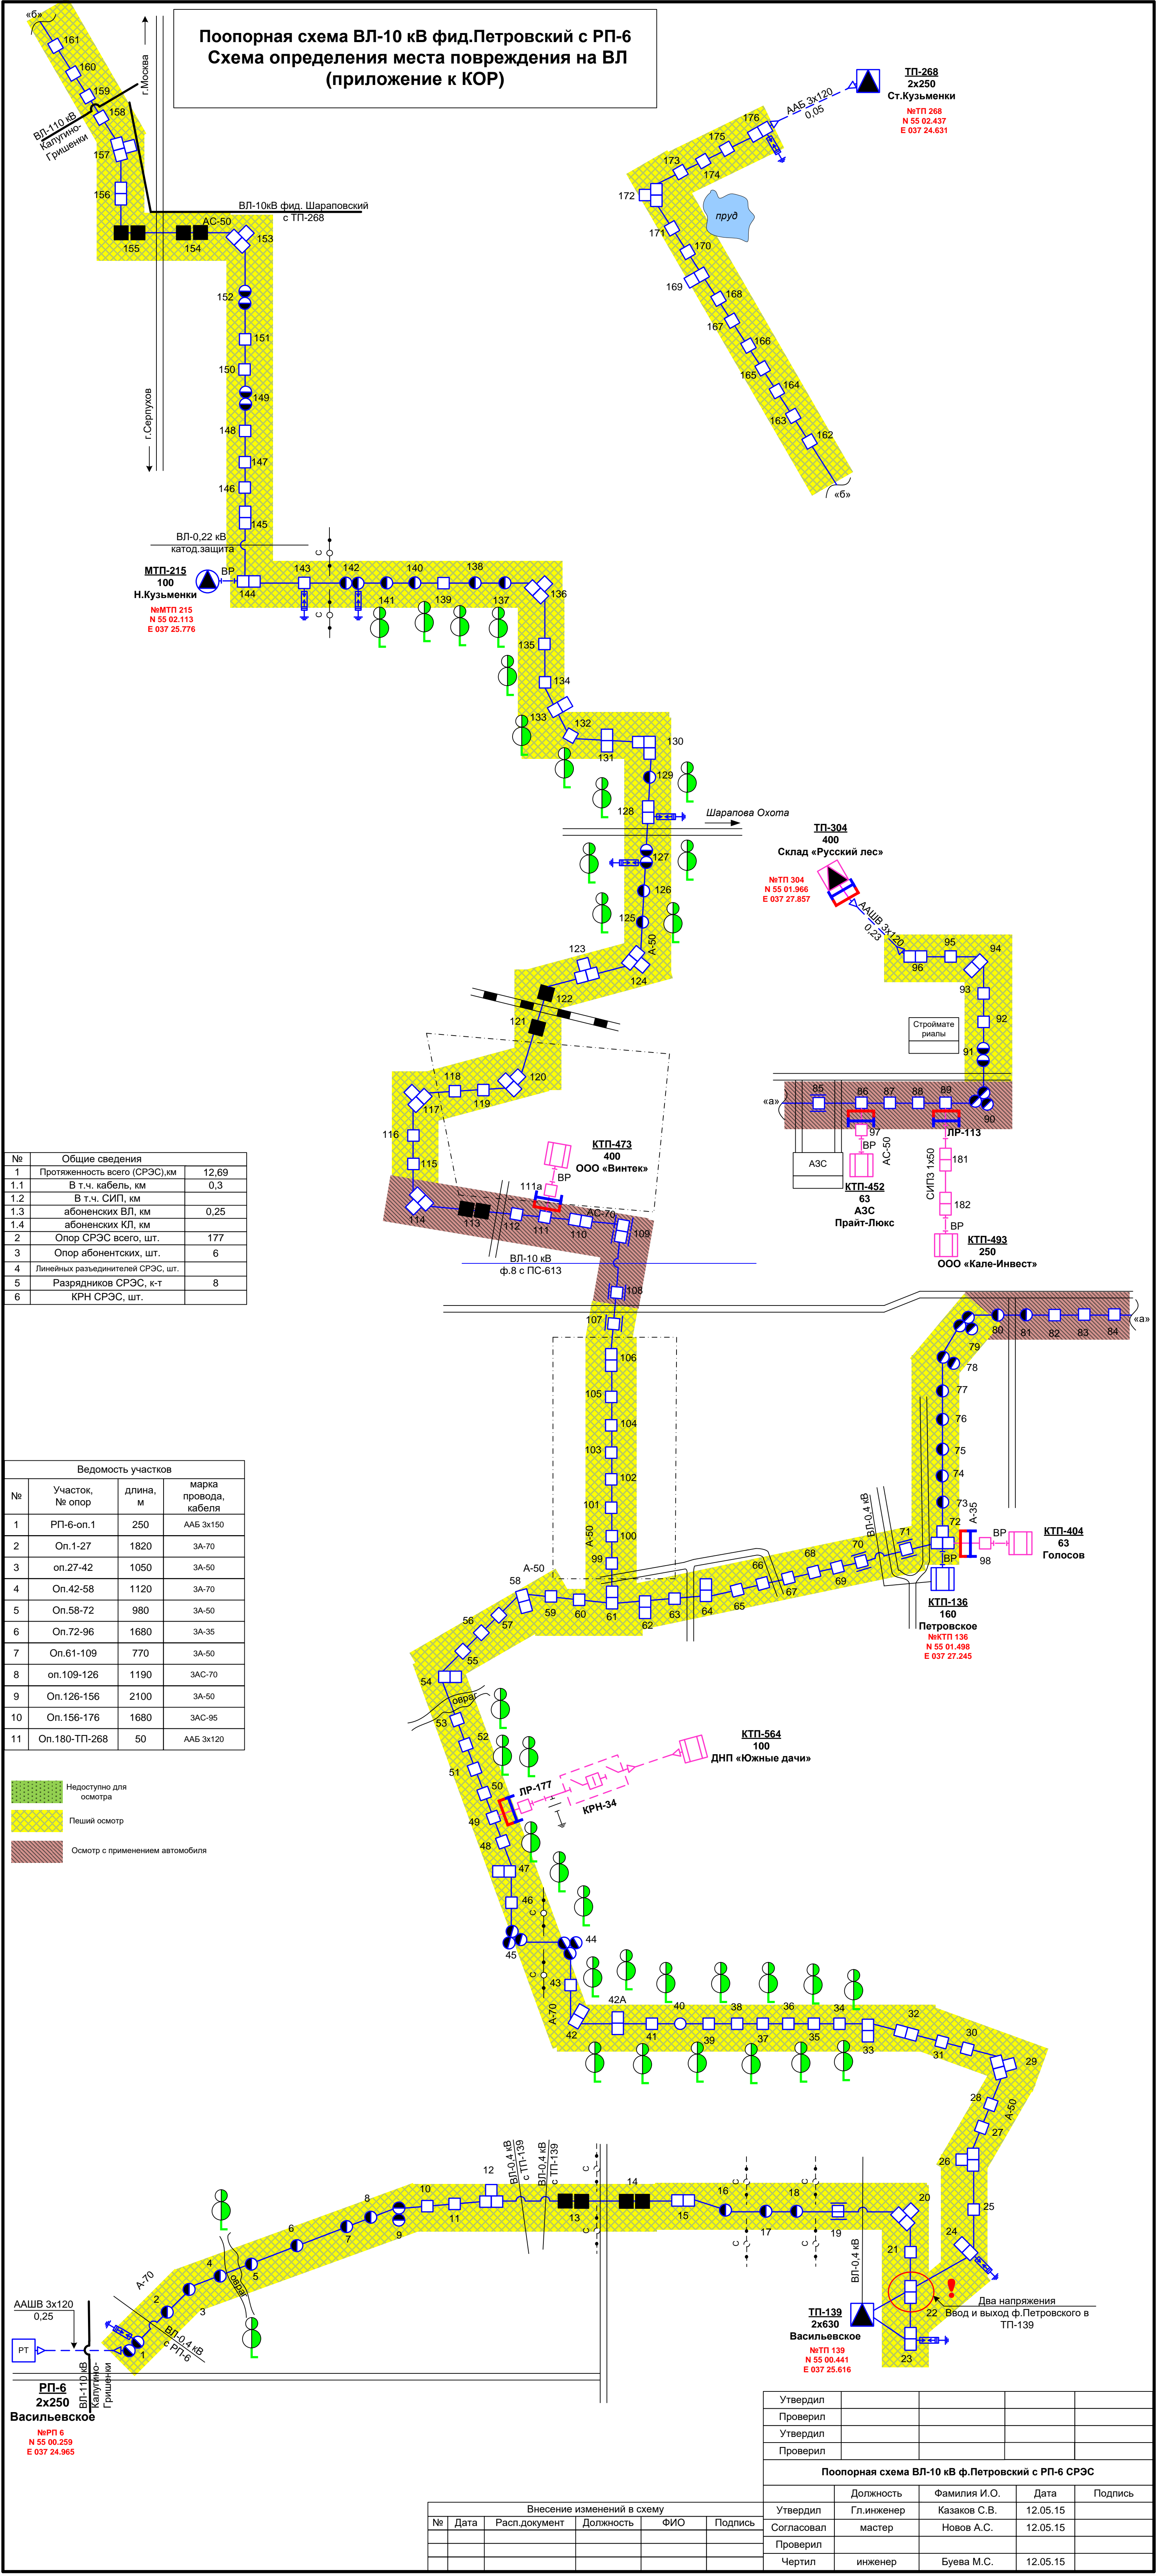 Поопорная схема ВЛ-10 кВ фид.Петровский с РП-6
Схема определения места повреждения на ВЛ
(приложение к КОР)
«б»
161
160
159
158
157
156
155
154
153
г.Москва
ВЛ-110 кВ
Калугино-
Гришенки
ВЛ-10кВ фид. Шараповский
с ТП-268
АС-50
г.Серпухов
152
151
150
149
148
147
146
145
ТП-268
2х250
Ст.Кузьменки
№ТП 268
N 55 02.437
E 037 24.631
ААБ 3х120
0,05
176
175
174
173
172
171
170
169
168
167
166
165
164
163
162
«б»
пруд
ВЛ-0,22 кВ
катод.защита
МТП-215
100
Н.Кузьменки
№МТП 215
N 55 02.113
E 037 25.776
ВР
144
143
142
141
140
139
138
137
136
с
с
135
134
133
132
131
130
129
128
Шарапова Охота
127
126
125
А-50
124
123
122
121
120
119
118
117
116
115
114
113
112
111
110
109
108
107
ТП-304
400
Склад «Русский лес»
№ТП 304
N 55 01.966
E 037 27.857
ААШВ 3х120
0,23
96
95
94
93
92
91
90
Строймате
риалы
«а»
85
86
87
88
89
97
ВР
АС-50
ЛР-113
АЗС
КТП-452
63
АЗС
Прайт-Люкс
СИП3 1х50
181
182
ВР
КТП-493
250
ООО «Кале-Инвест»
КТП-473
400
ООО «Винтек»
111а
ВР
АС-70
ВЛ-10 кВ
ф.8 с ПС-613
№ Общие сведения
1 Протяженность всего (СРЭС),км 12,69
1.1 В т.ч. кабель, км 0,3
1.2 В т.ч. СИП, км
1.3 абоненских ВЛ, км 0,25
1.4 абоненских КЛ, км
2 Опор СРЭС всего, шт. 177
3 Опор абонентских, шт. 6
4 Линейных разъединителей СРЭС, шт.
5 Разрядников СРЭС, к-т 8
6 КРН СРЭС, шт.
106
105
104
103
102
101
100
99
А-50
80
81
82
83
84
«а»
79
78
77
76
75
74
73
72
А-35
ВР
98
КТП-404
63
Голосов
ВР
КТП-136
160
Петровское
№КТП 136
N 55 01.498
E 037 27.245
ВЛ-0,4 кВ
71
70
69
68
67
66
65
64
63
62
61
60
59
58
А-50
57
56
55
54
53
52
51
50
49
48
47
46
45
44
43
42
овраг
Ведомость участков
№ Участок, № опор длина, м марка провода, кабеля
1 РП-6-оп.1 250 ААБ 3х150
2 Оп.1-27 1820 3А-70
3 оп.27-42 1050 3А-50
4 Оп.42-58 1120 3А-70
5 Оп.58-72 980 3А-50
6 Оп.72-96 1680 3А-35
7 Оп.61-109 770 3А-50
8 оп.109-126 1190 3АС-70
9 Оп.126-156 2100 3А-50
10 Оп.156-176 1680 3АС-95
11 Оп.180-ТП-268 50 ААБ 3х120
Недоступно для
осмотра
Пеший осмотр
Осмотр с применением автомобиля
ЛР-177
КРН-34
КТП-564
100
ДНП «Южные дачи»
с
с
А-70
42А
41
40
39
38
37
36
35
34
33
32
31
30
29
28
27
А-50
26
25
24
20
21
22
23
ВЛ-0,4 кВ
Два напряжения
Ввод и выход ф.Петровского в
ТП-139
ТП-139
2х630
Васильевское
№ТП 139
N 55 00.441
E 037 25.616
19
18
17
16
15
14
13
12
11
10
9
8
7
6
5
4
3
2
1
с
с
с
с
с
с
ВЛ-0,4 кВ
с ТП-139
ВЛ-0,4 кВ
ТП-139
А-70
овраг
ВЛ-0,4 кВ
с РП-6
ААШВ 3х120
0,25
РТ
ВЛ-110 кВ
Калугино-
Гришенки
РП-6
2х250
Васильевское
№РП 6
N 55 00.259
E 037 24.965
Утвердил
Проверил
Утвердил
Проверил
Поопорная схема ВЛ-10 кВ ф.Петровский с РП-6 СРЭС
Должность Фамилия И.О. Дата Подпись
Утвердил Гл.инженер Казаков С.В. 12.05.15
Согласовал мастер Новов А.С. 12.05.15
Проверил
Чертил инженер Буева М.С. 12.05.15
Внесение изменений в схему
№ Дата Расп.документ Должность ФИО Подпись